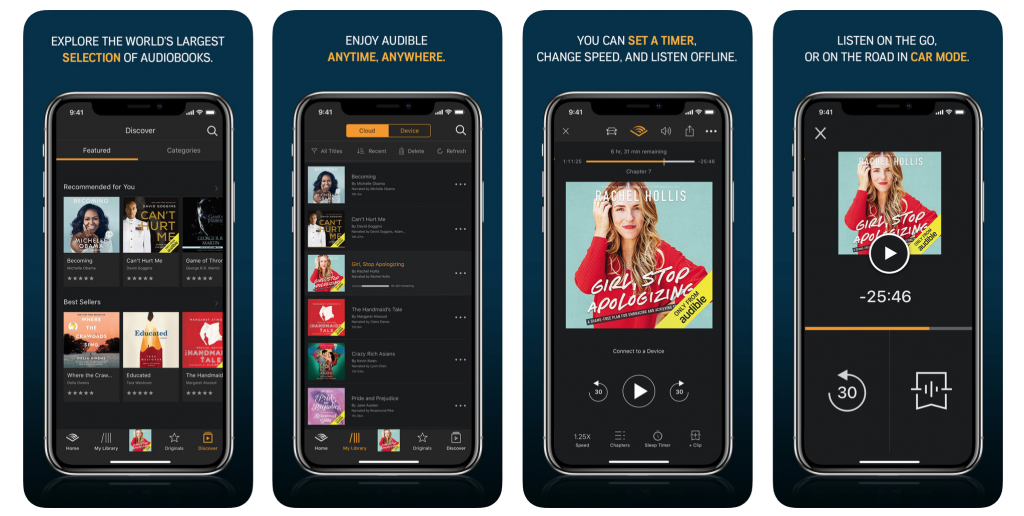 EXPLORE THE WORLD'S LARGEST
SELECTION OF AUDIOBOOKS.
9:41
Discover
Featured
Categories
Recommended for You
BECOMING
MICHELLE
OBAMA
DAVID GOGGINS
CAN'T
HURT
ME
GEORGE R.R.
MARTIN
Becoming
Michelle Obama
Can't Hurt Me
David Goggins
Game of Thron
George R.R. Martin
Best Sellers
WHERE
THE
CRAWDADS
SING
DELIA OWENS
Educated
TARA WESTOVER
MARGARET ATWOOD
HANDMAI
TALE
Where the Craw...
Delia Owens
Educated
Tara Westover
The Handmaid
Margaret Atwood
Home
My Library
Originals
Discover
ENJOY AUDIBLE
ANYTIME, ANYWHERE.
9:41
Cloud
Device
All Titles
Recent
Delete
Refresh
Becoming
By Michelle Obama
Narrated by Michelle Obama
Can't Hurt Me
By David Goggins
Narrated by David Goggins, Adam...
Girl, Stop Apologizing
By Rachel Hollis
Narrated by Rachel Hollis
The Handmaid's Tale
By Margaret Atwood
Narrated by Claire Danes
Crazy Rich Asians
By Kevin Kwan
Narrated by Lynn Chen
Pride and Prejudice
By Jane Austen
Narrated by Rosamund Pike
Home
My Library
Originals
Discover
YOU CAN SET A TIMER,
CHANGE SPEED, AND LISTEN OFFLINE.
9:41
6 hr, 31 min remaining
1:11:25
-25:46
Chapter 7
RACHEL HOLLIS
GIRL, STOP
APOLOGIZING
A SHAME-FREE PLAN FOR EMBRACING AND ACHIEVING
ONLY FROM
audible
Connect to a Device
30
30
1.25X
Speed
Chapters
Sleep Timer
+ Clip
LISTEN ON THE GO,
OR ON THE ROAD IN CAR MODE.
9:41
RACHEL HOLLIS
GIRL, STOP
APOLOGIZING
ONLY FROM
audible
-25:46
30